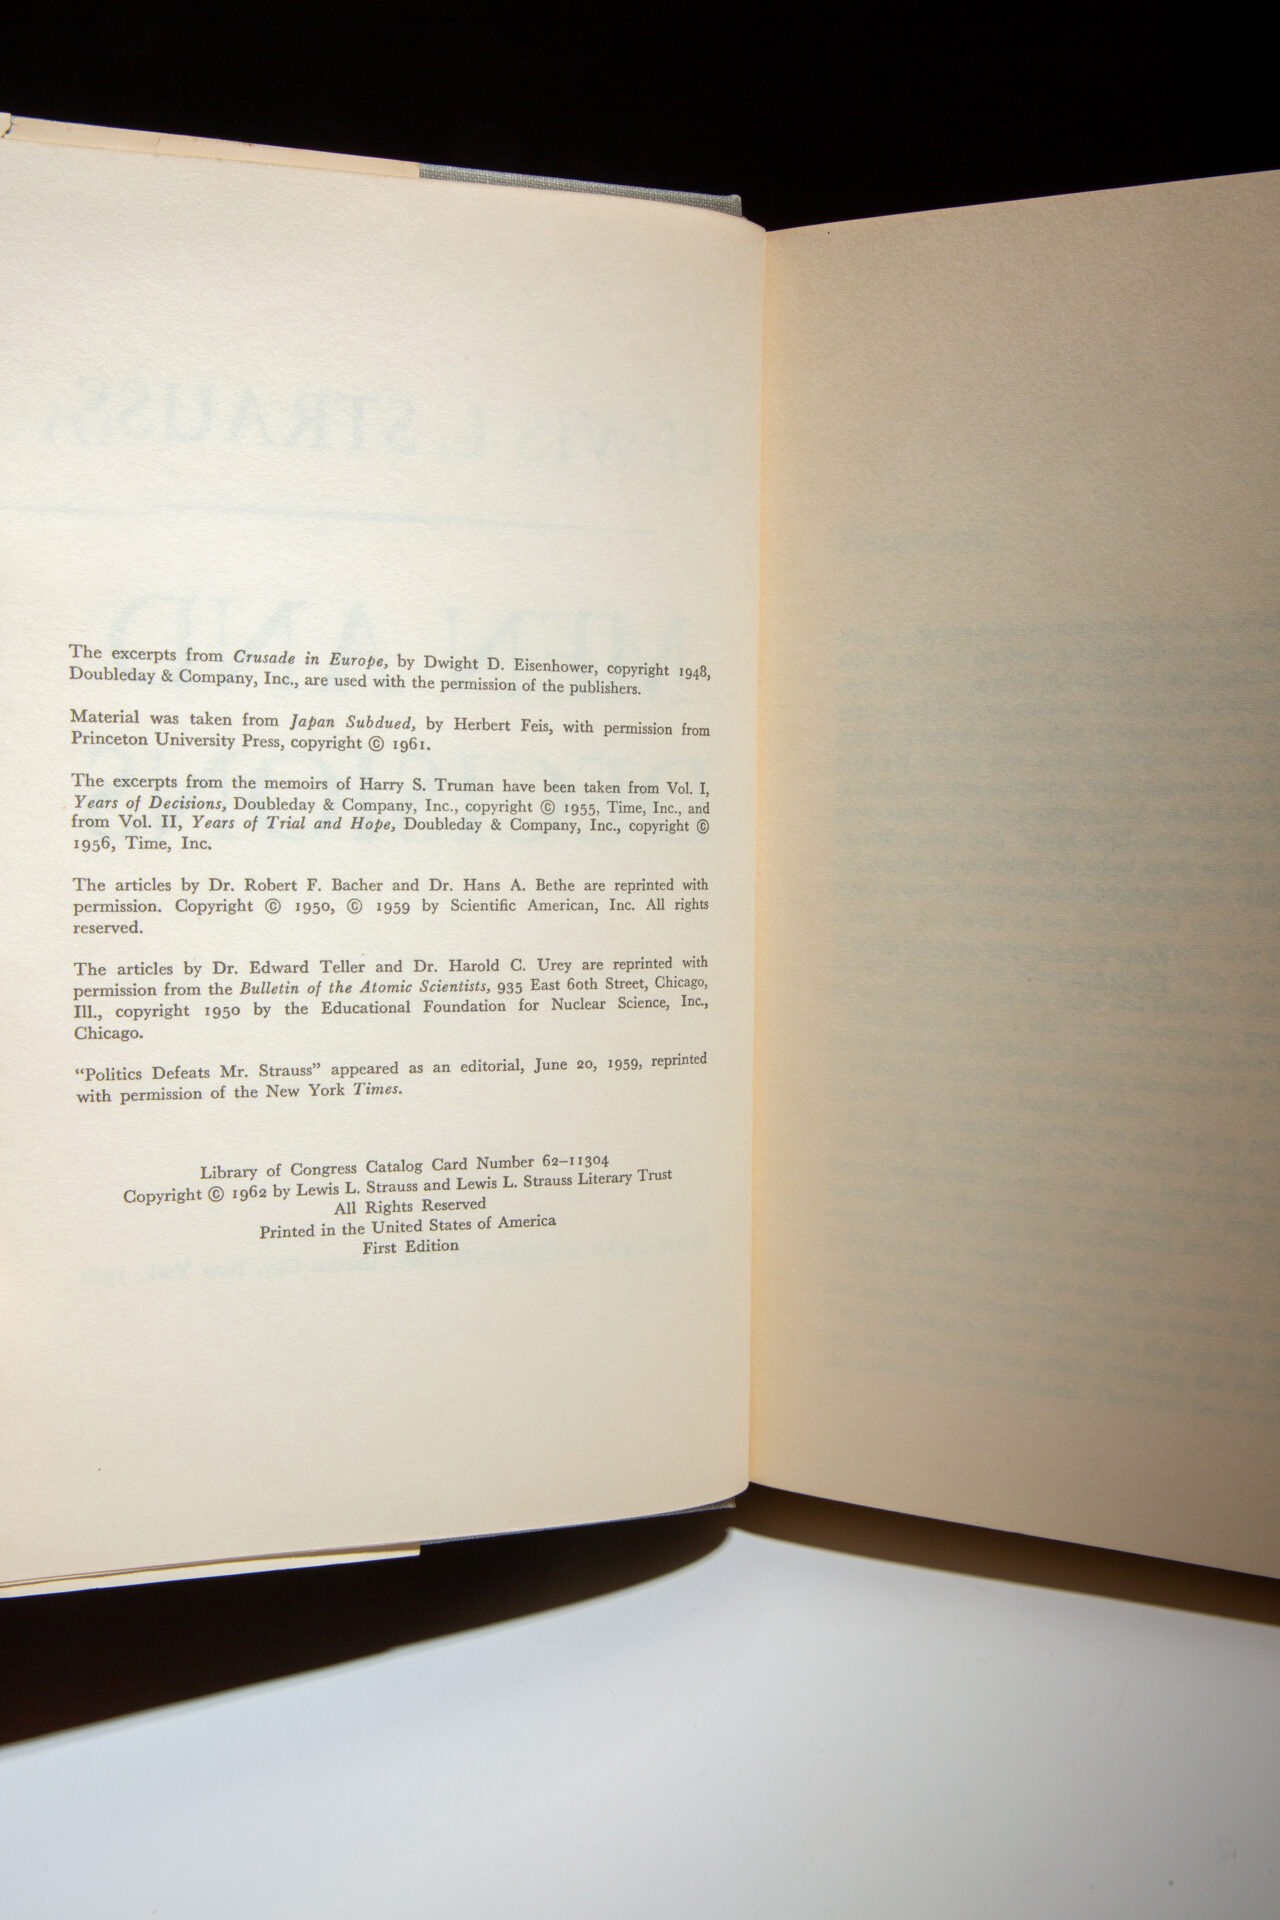 The excerpts from Crusade in Europe, by Dwight D. Eisenhower, copyright 1948,
Doubleday & Company, Inc., are used with the permission of the publishers.
Material was taken from Japan Subdued, by Herbert Feis, with permission from
Princeton University Press, copyright © 1961.
The excerpts from the memoirs of Harry S. Truman have been taken from Vol. I,
Years of Decisions, Doubleday & Company, Inc., copyright © 1955, Time, Inc., and
from Vol. II, Years of Trial and Hope, Doubleday & Company, Inc., copyright ©
1956, Time, Inc.
The articles by Dr. Robert F. Bacher and Dr. Hans A. Bethe are reprinted with
permission. Copyright © 1950, © 1959 by Scientific American, Inc. All rights
reserved.
The articles by Dr. Edward Teller and Dr. Harold C. Urey are reprinted with
permission from the Bulletin of the Atomic Scientists, 935 East 60th Street, Chicago,
Ill., copyright 1950 by the Educational Foundation for Nuclear Science, Inc.,
Chicago.
“Politics Defeats Mr. Strauss” appeared as an editorial, June 20, 1959, reprinted
with permission of the New York Times.
Library of Congress Catalog Card Number 62–11304
Copyright © 1962 by Lewis L. Strauss and Lewis L. Strauss Literary Trust
All Rights Reserved
Printed in the United States of America
First Edition